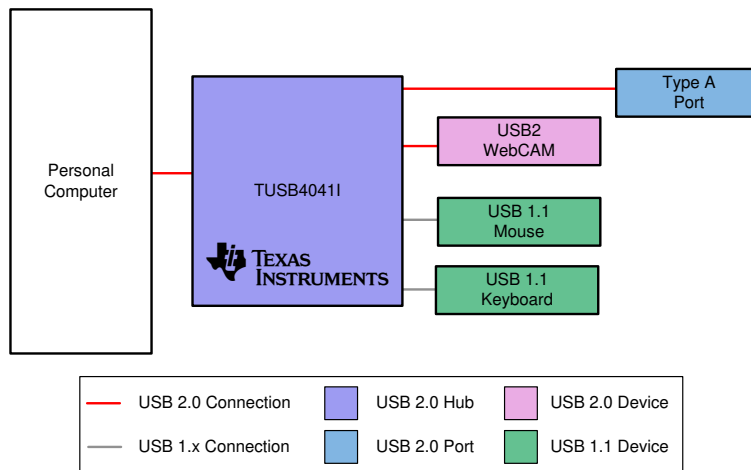 Type A
Port
USB2
WebCAM
Personal
Computer
TUSB4041I
USB 1.1
Mouse
TEXAS
INSTRUMENTS
USB 1.1
Keyboard
USB 2.0 Connection
USB 2.0 Hub
USB 2.0 Device
USB 1.x Connection
USB 2.0 Port
USB 1.1 Device